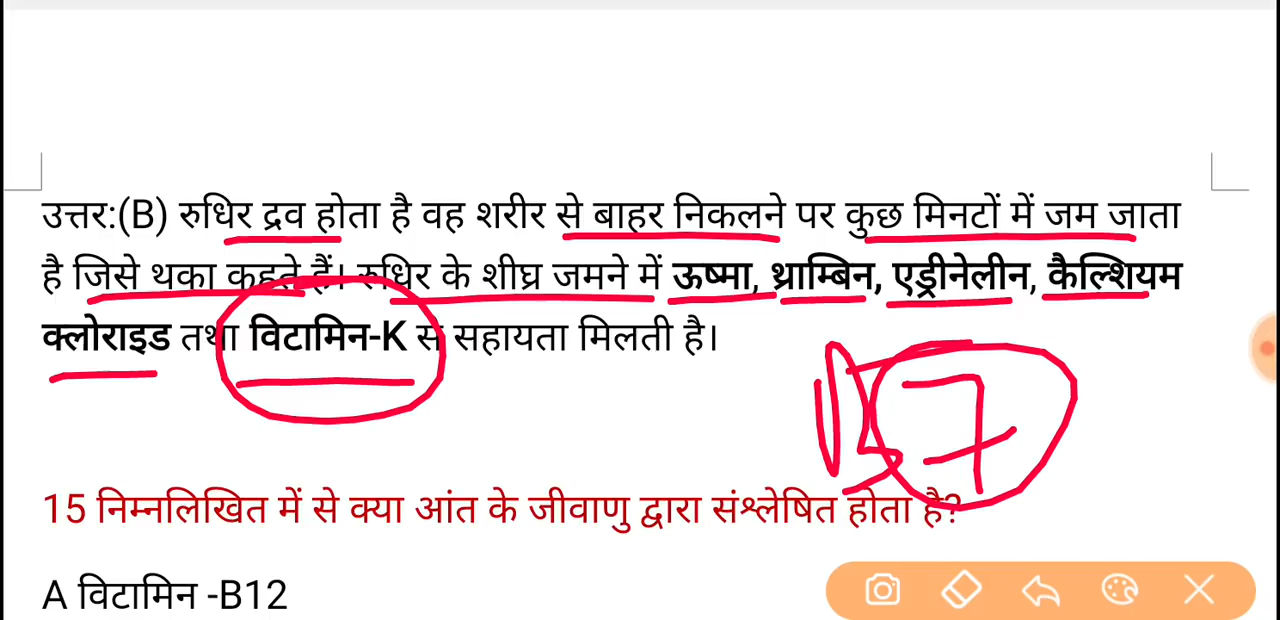 उत्तर:(B) रुधिर द्रव होता है वह शरीर से बाहर निकलने पर कुछ मिनटों में जम जाता
है जिसे थका कहते हैं। रुधिर के शीघ्र जमने में ऊष्मा, थ्राम्बिन, एड्रीनेलीन, कैल्शियम
क्लोराइड तथा विटामिन-K से सहायता मिलती है।
7
15 निम्नलिखित में से क्या आंत के जीवाणु द्वारा संश्लेषित होता है?
A विटामिन -B12